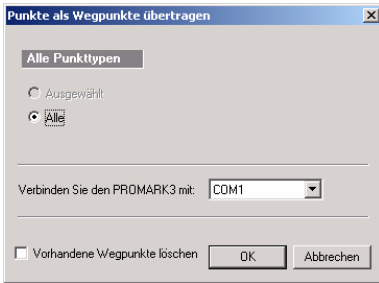 Punkte als Wegpunkte übertragen
Alle Punkttypen
Ausgewählt
Alle
Verbinden Sie den PROMARK3 mit: COM1
Vorhandene Wegpunkte löschen OK Abbrechen